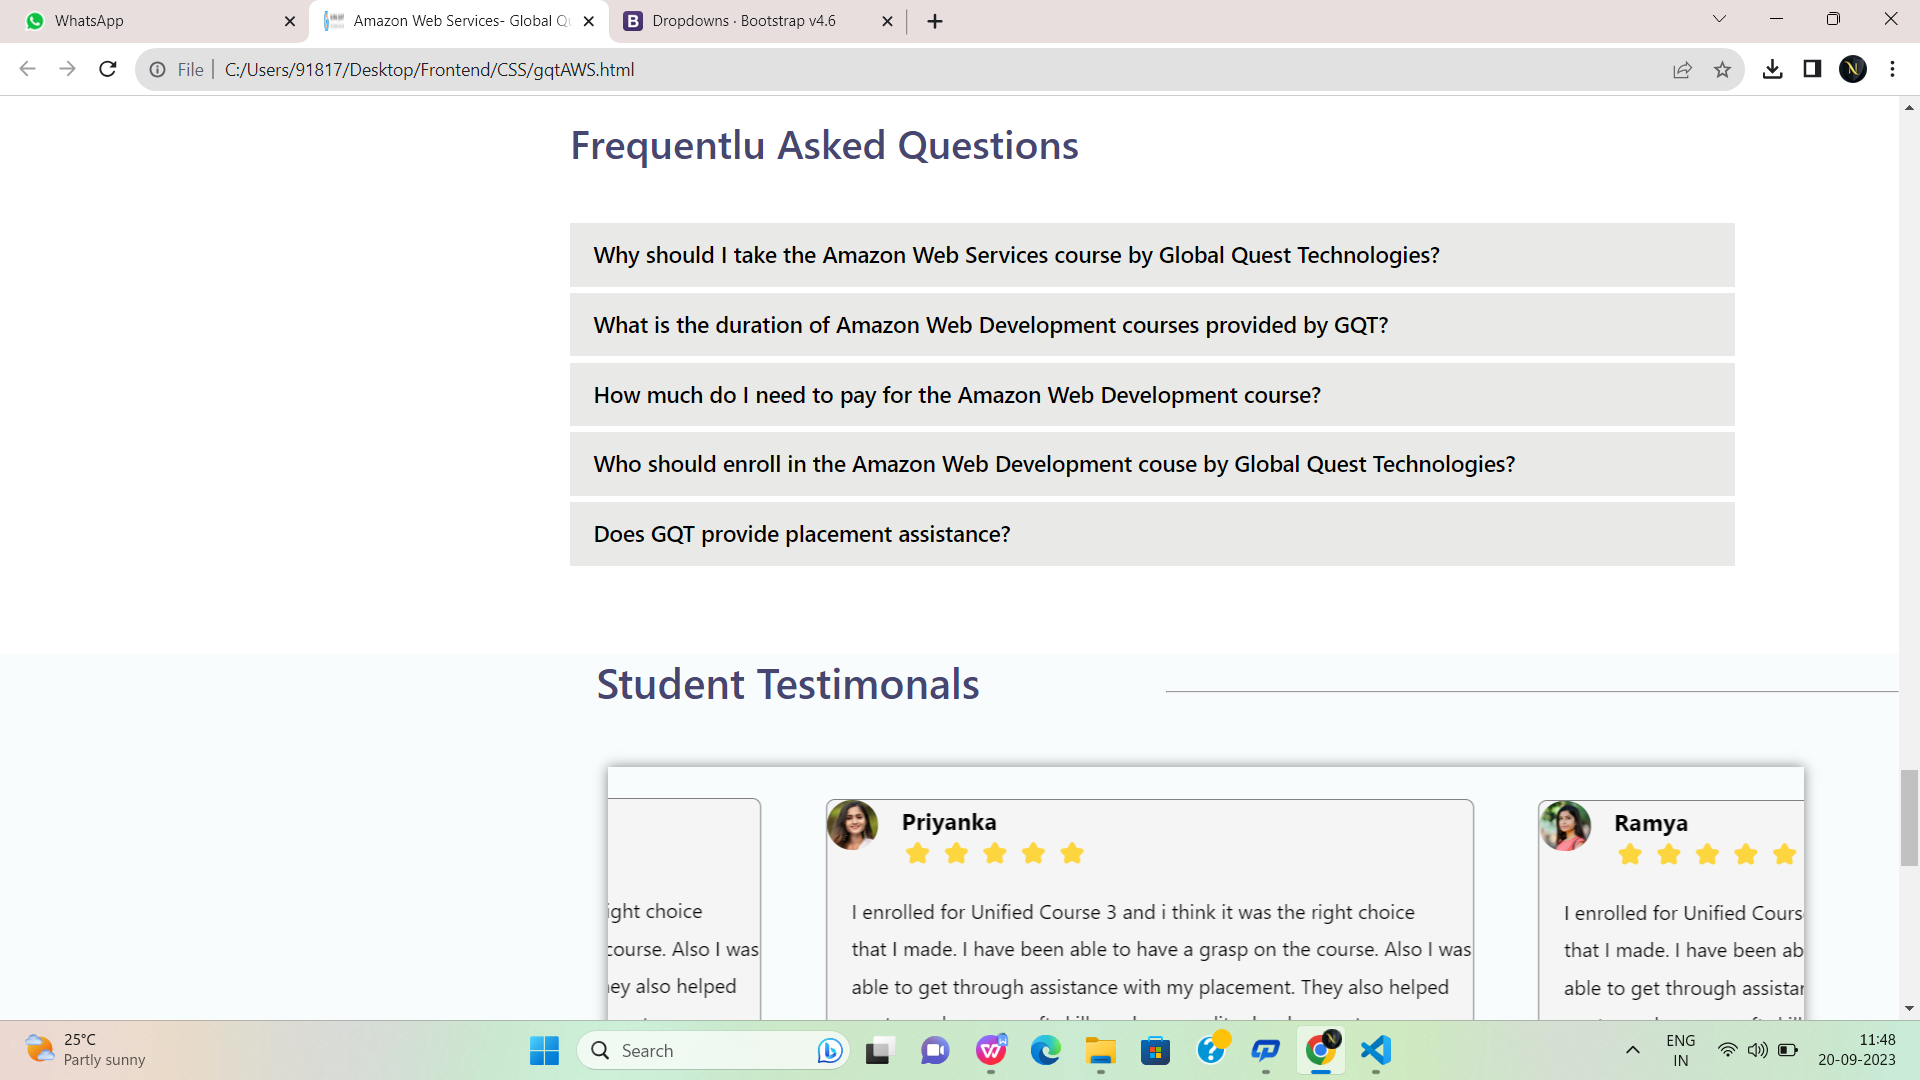 WhatsApp
Amazon Web Services- Global Qu
Dropdowns · Bootstrap v4.6
File
C:/Users/91817/Desktop/Frontend/CSS/gqtAWS.html
Frequentlu Asked Questions
Why should I take the Amazon Web Services course by Global Quest Technologies?
What is the duration of Amazon Web Development courses provided by GQT?
How much do I need to pay for the Amazon Web Development course?
Who should enroll in the Amazon Web Development couse by Global Quest Technologies?
Does GQT provide placement assistance?
Student Testimonals
ight choice
course. Also I was
ey also helped
Priyanka
I enrolled for Unified Course 3 and i think it was the right choice
that I made. I have been able to have a grasp on the course. Also I was
able to get through assistance with my placement. They also helped
Ramya
I enrolled for Unified Cours
that I made. I have been ab
able to get through assistar
25°C
Partly sunny
Search
ENG
IN
11:48
20-09-2023